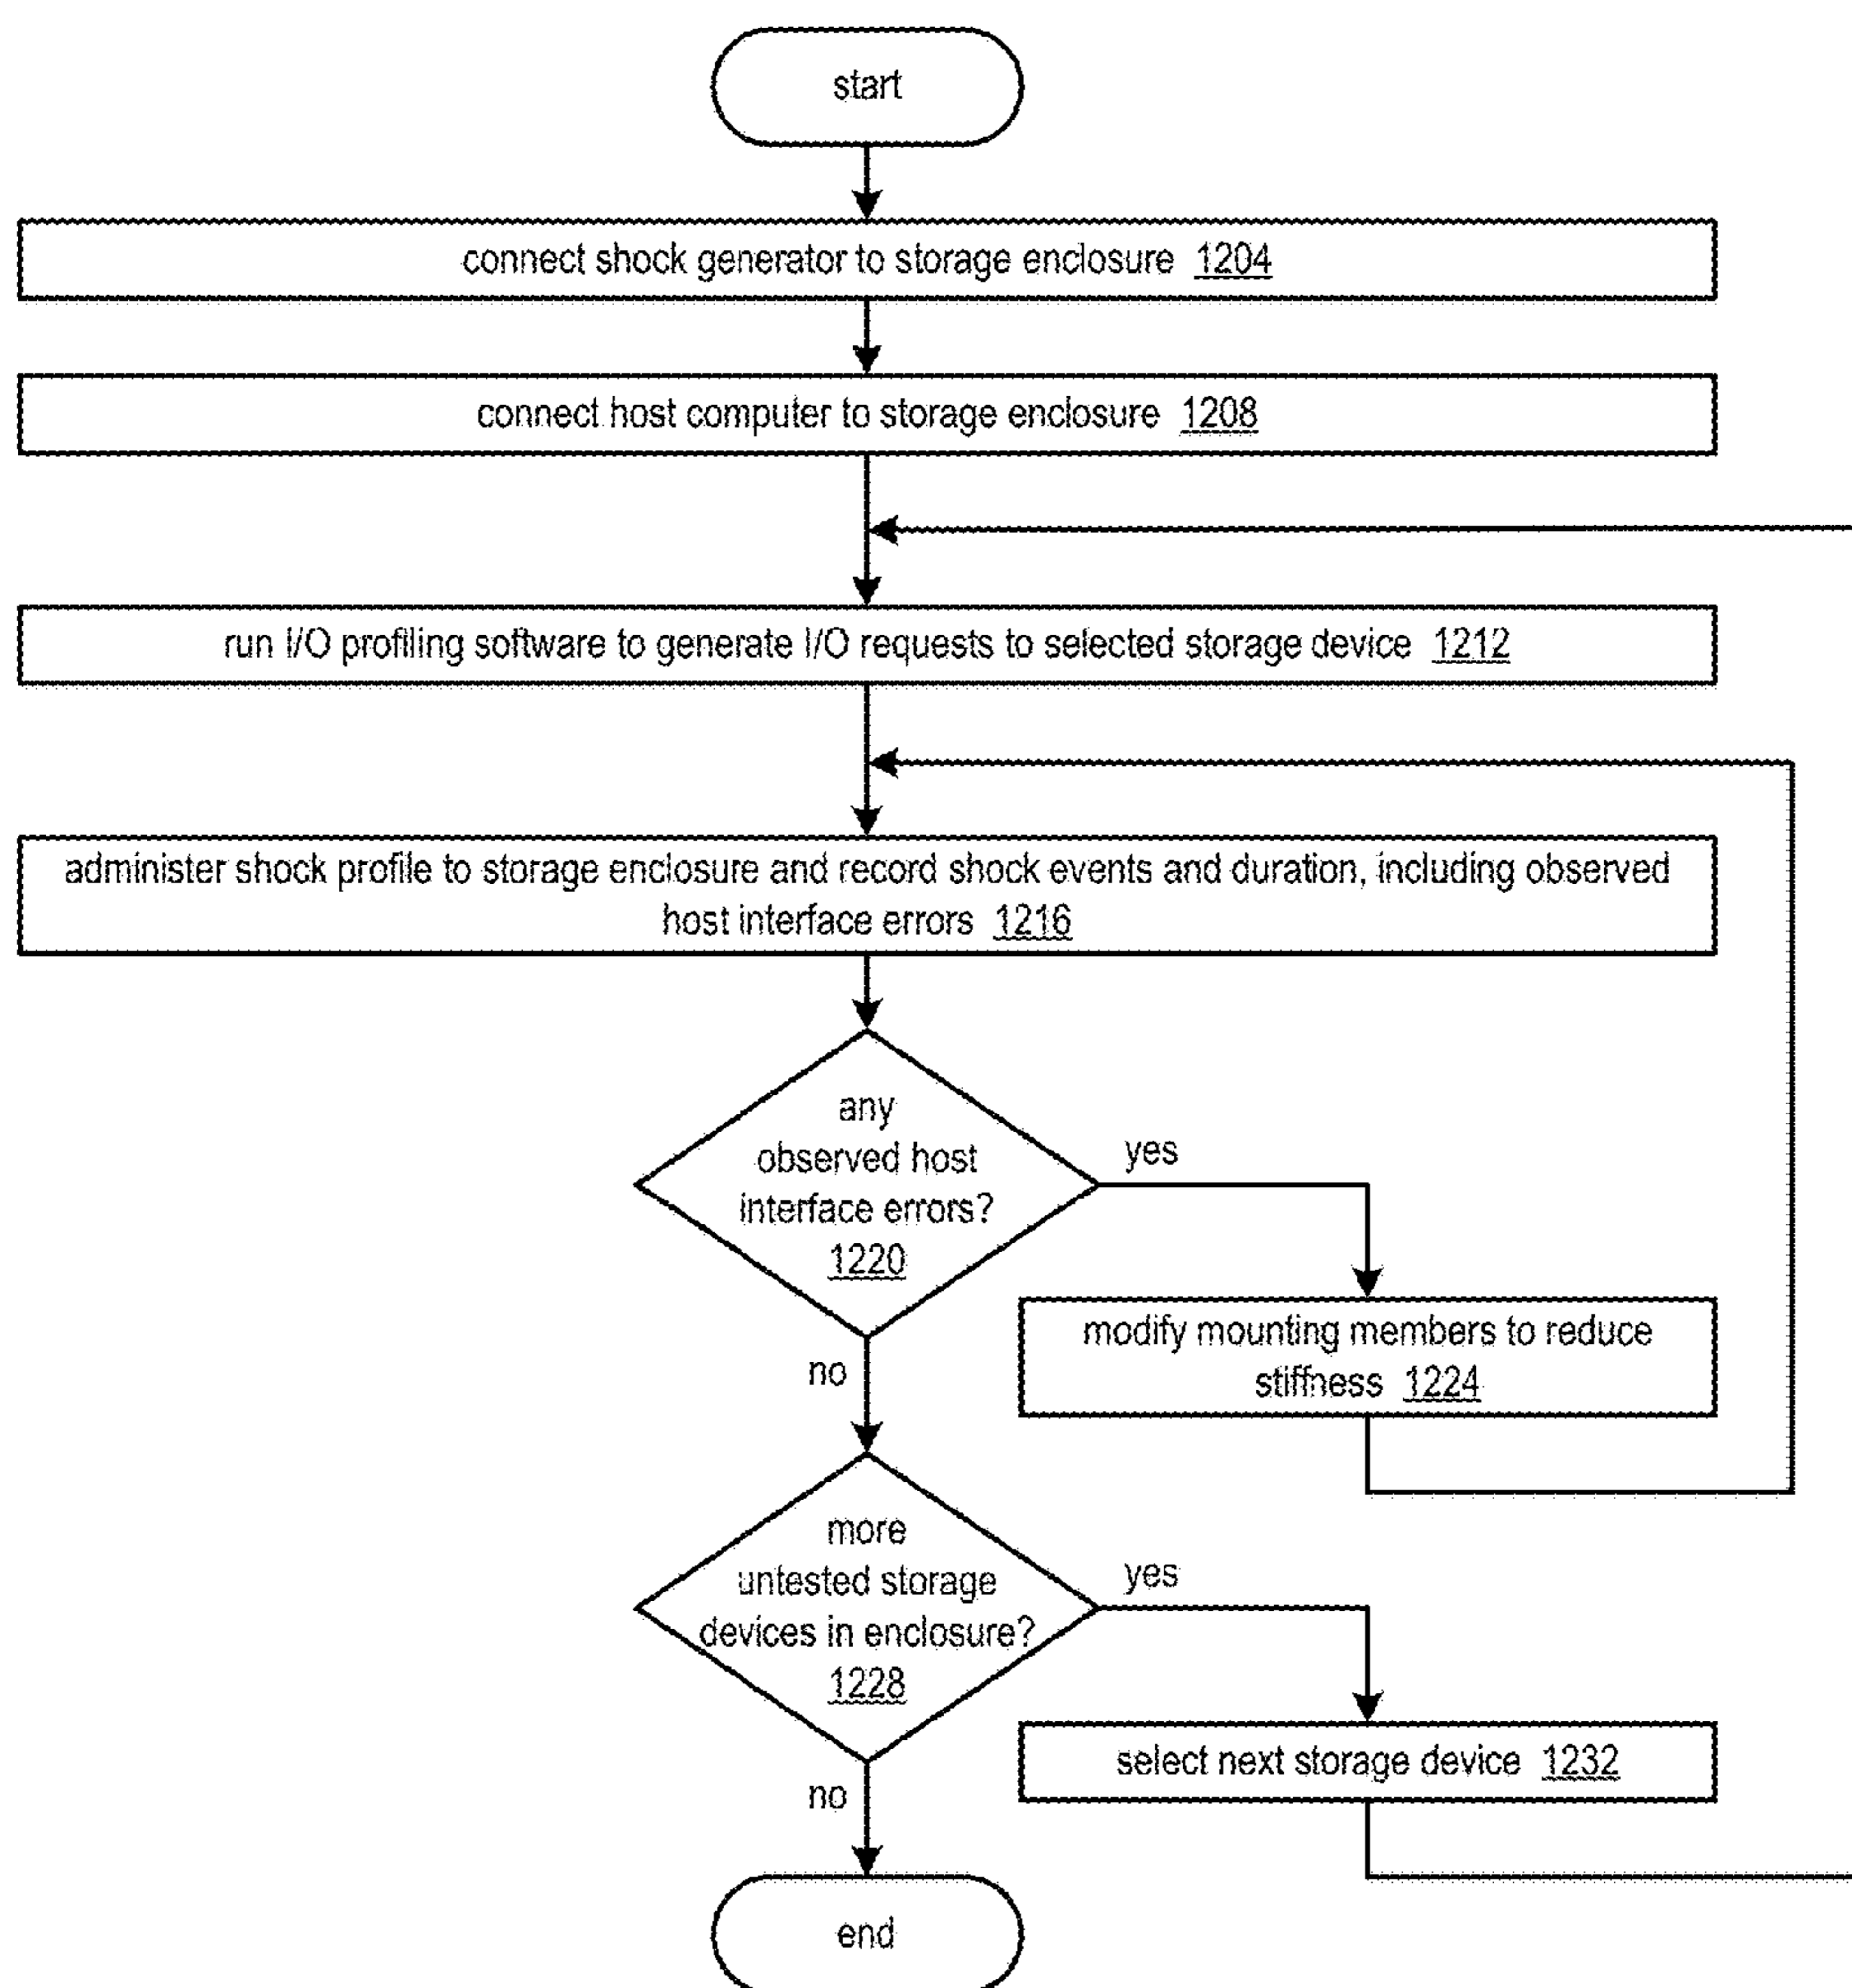 start
connect shock generator to storage enclosure 1204
connect host computer to storage enclosure 1208
run I/O profiling software to generate I/O requests to selected storage device 1212
administer shock profile to storage enclosure and record shock events and duration, including observed
host interface errors 1216
any
observed host
interface errors?
1220
yes
modify mounting members to reduce
stiffness 1224
no
more
untested storage
devices in enclosure?
1228
yes
select next storage device 1232
no
end